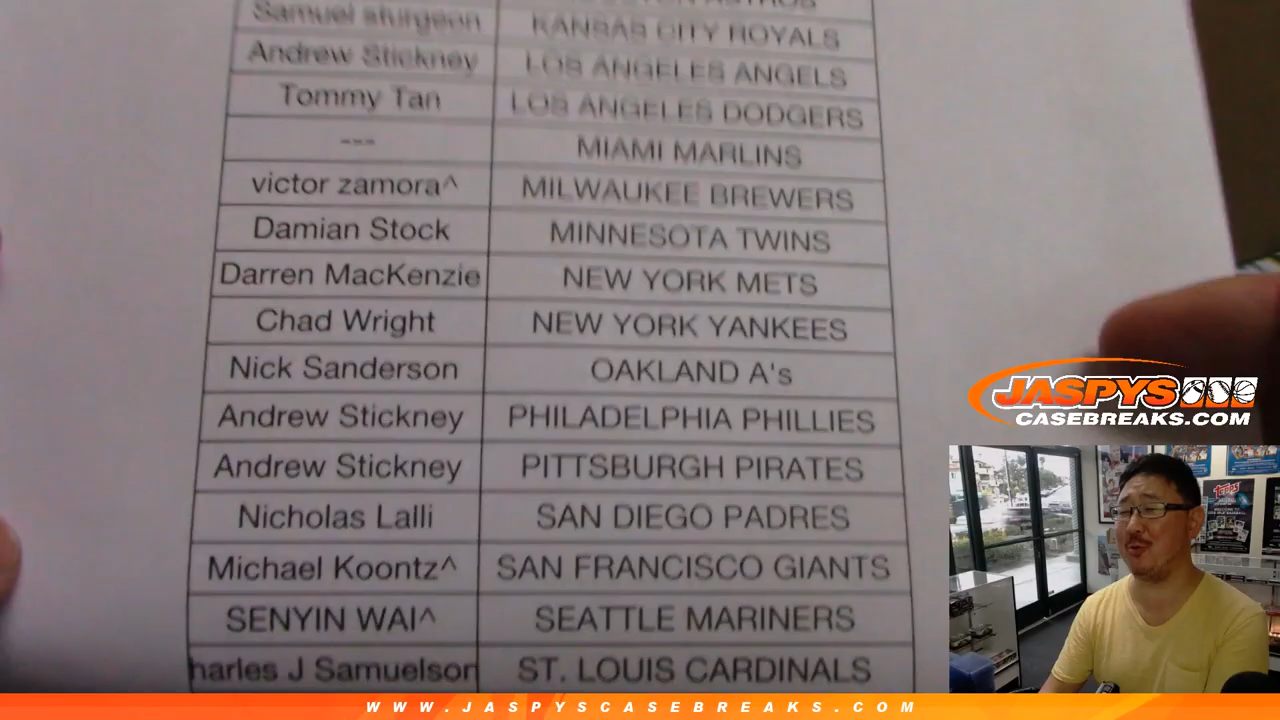 ASTROS
Samuel sturgeon KANSAS CITY ROYALS
Andrew Stickney LOS ANGELES ANGELS
Tommy Tan LOS ANGELES DODGERS
--- MIAMI MARLINS
victor zamora^ MILWAUKEE BREWERS
Damian Stock MINNESOTA TWINS
Darren MacKenzie NEW YORK METS
Chad Wright NEW YORK YANKEES
Nick Sanderson OAKLAND A's
Andrew Stickney PHILADELPHIA PHILLIES
Andrew Stickney PITTSBURGH PIRATES
Nicholas Lalli SAN DIEGO PADRES
Michael Koontz^ SAN FRANCISCO GIANTS
SENYIN WAI^ SEATTLE MARINERS
harles J Samuelson ST. LOUIS CARDINALS
JASPYS
CASEBREAKS.COM
Topps
WWW.JASPYSCASEBREAKS.COM